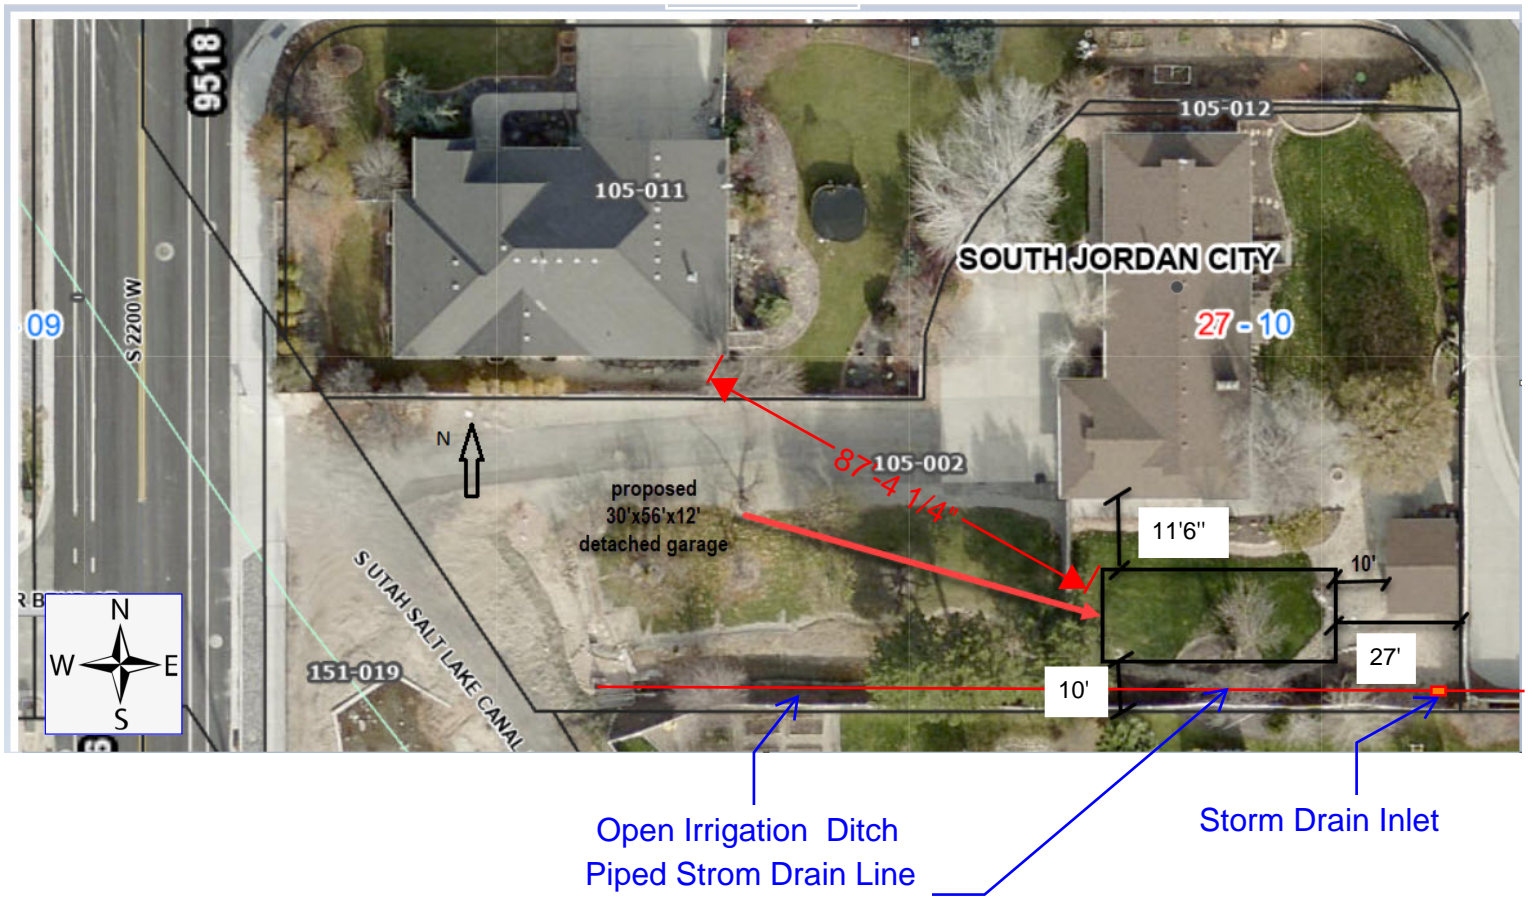 9518
105-012
105-011
SOUTH JORDAN CITY
27 - 10
09
S 2200 W
N
87'-4 1/4"
105-002
proposed
30'x56'x12'
detached garage
11'6"
10'
S UTAH SALT LAKE CANAL
N
W E
S
151-019
10'
27'
Open Irrigation Ditch
Storm Drain Inlet
Piped Strom Drain Line